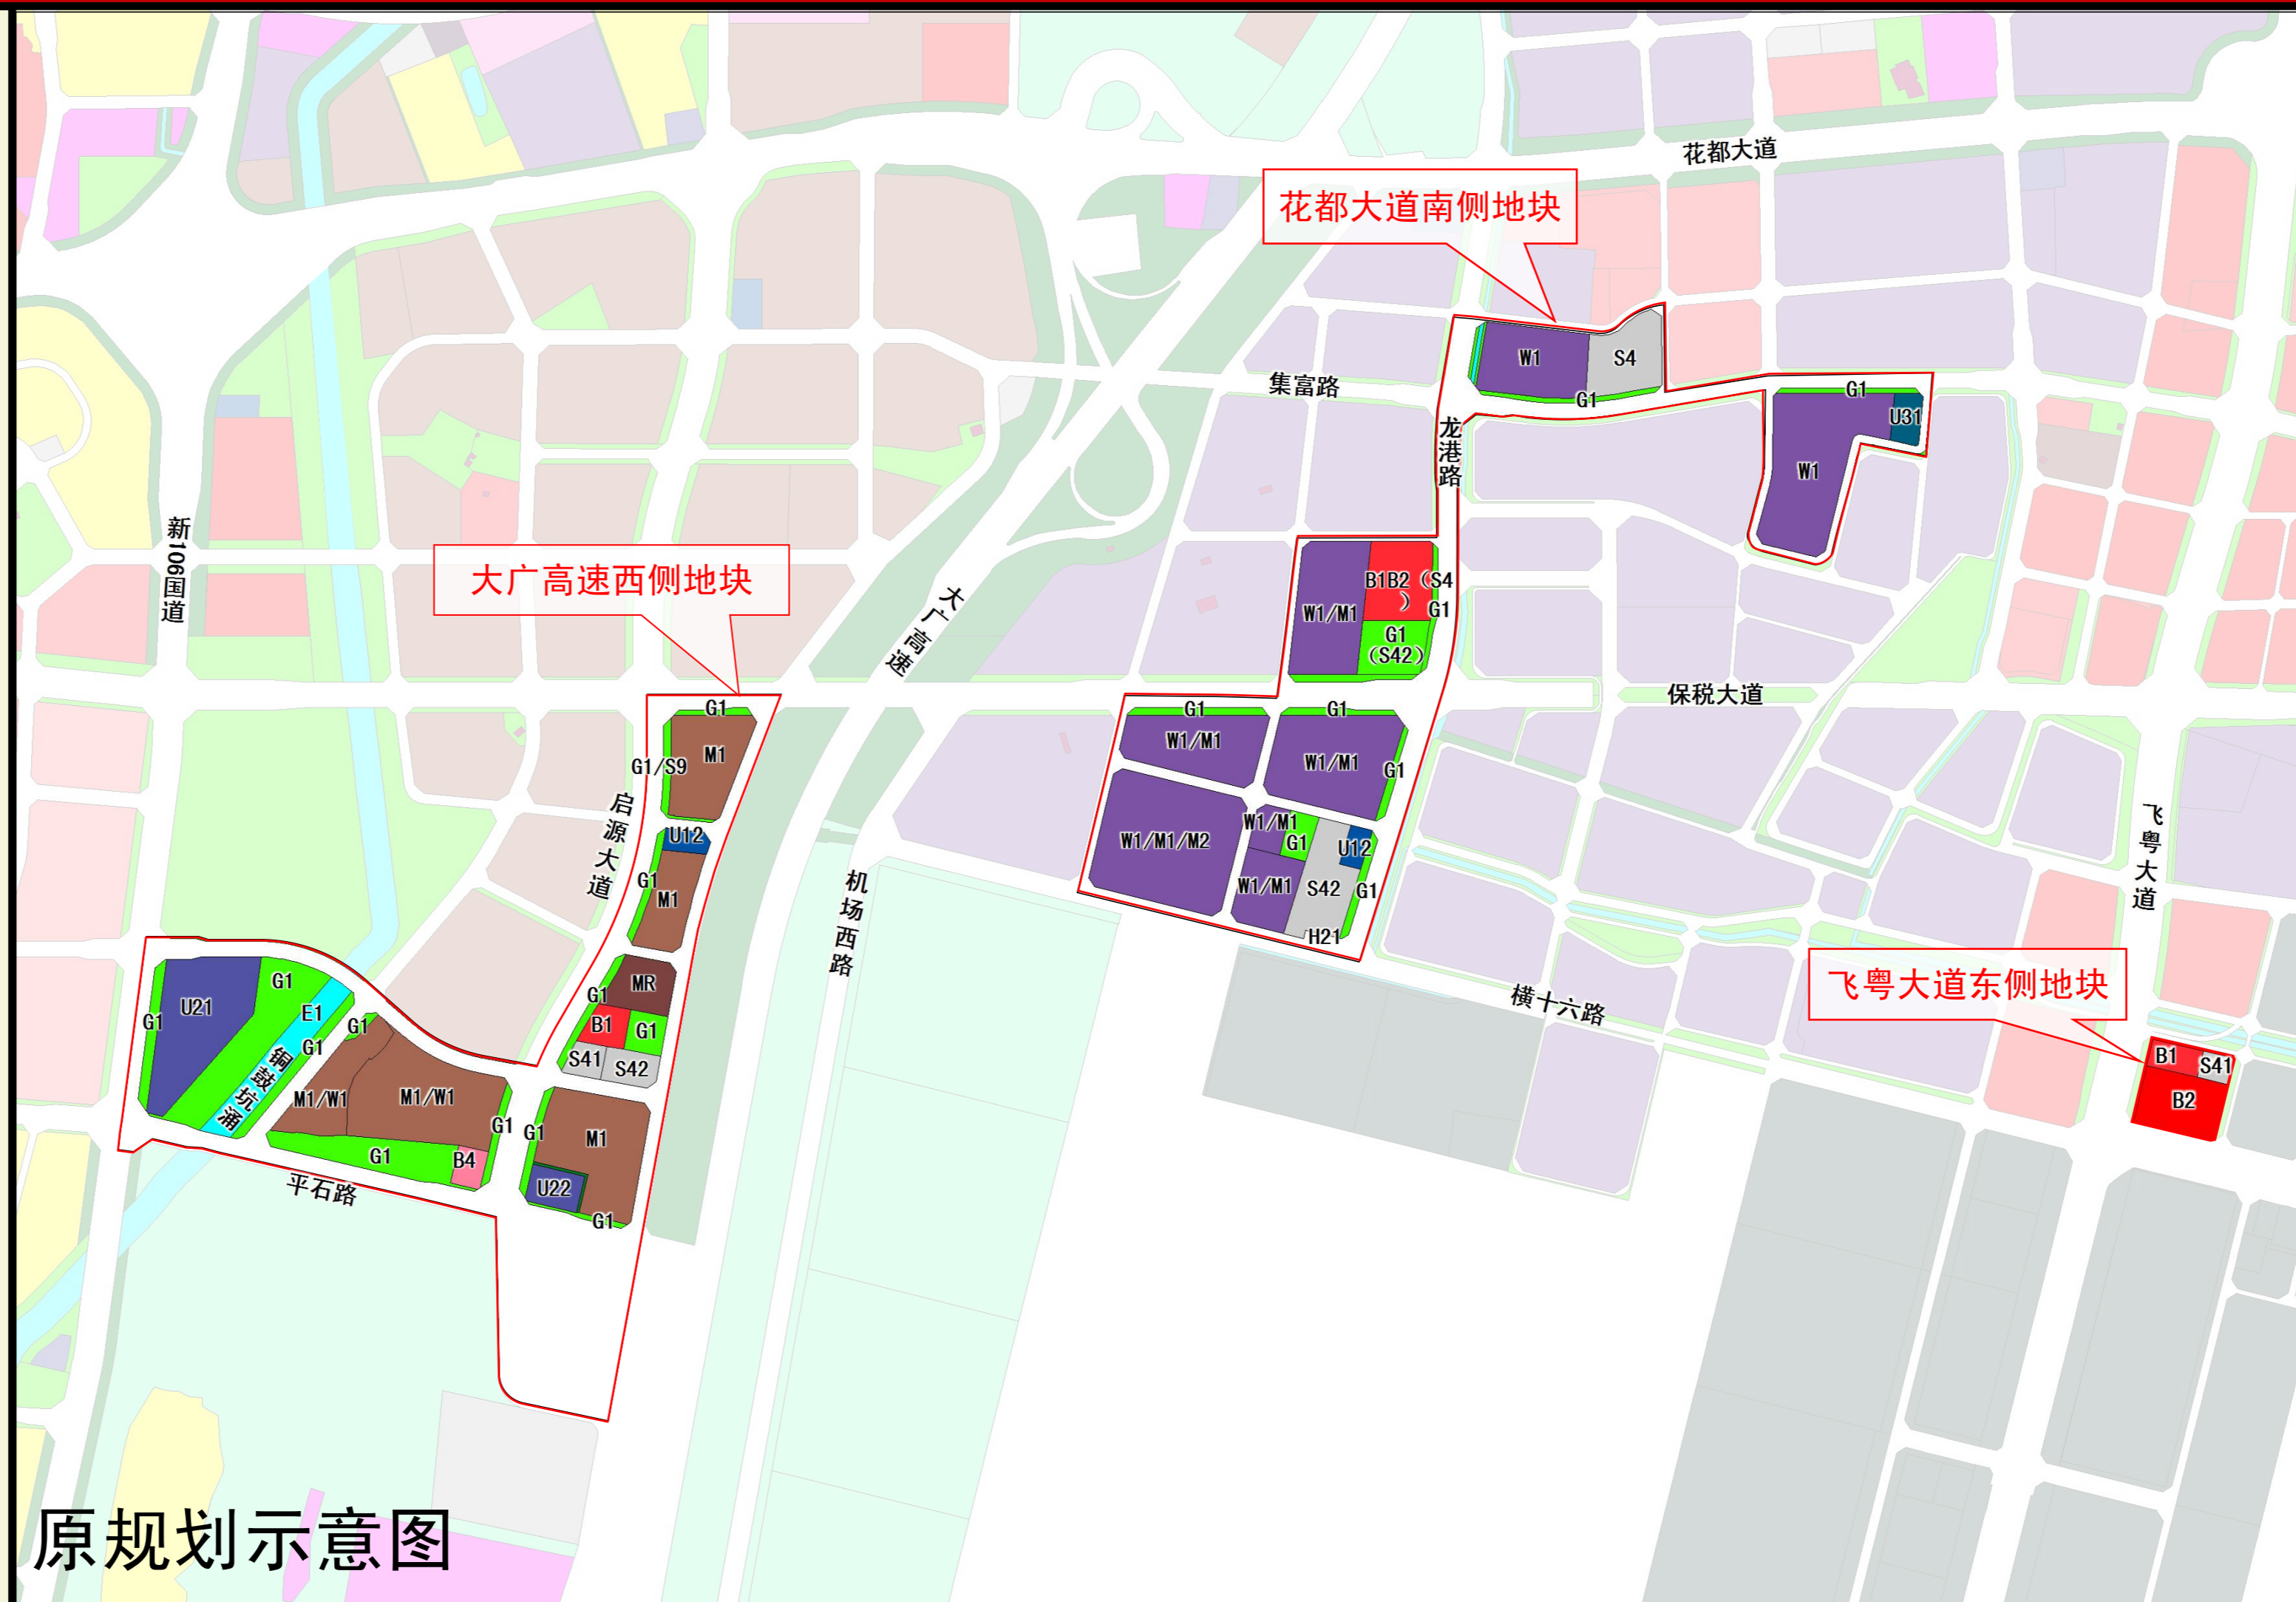 花都大道
花都大道南侧地块
W1
S4
G1
集富路
龙港路
G1
U31
W1
新106国道
大广高速西侧地块
大广高速
W1/M1
B1B2（S4
）
G1
G1
（S42）
保税大道
G1
M1
G1/S9
启源大道
U12
G1
M1
G1
W1/M1
G1
W1/M1
G1
W1/M1/M2
W1/M1
G1
U12
W1/M1
S42
G1
H21
机场西路
飞粤大道
横十六路
飞粤大道东侧地块
B1
S41
B2
U21
G1
G1
E1
G1
G1
铜鼓坑涌
M1/W1
M1/W1
G1
G1
B4
平石路
MR
G1
B1
G1
S41
S42
G1
M1
U22
G1
原规划示意图